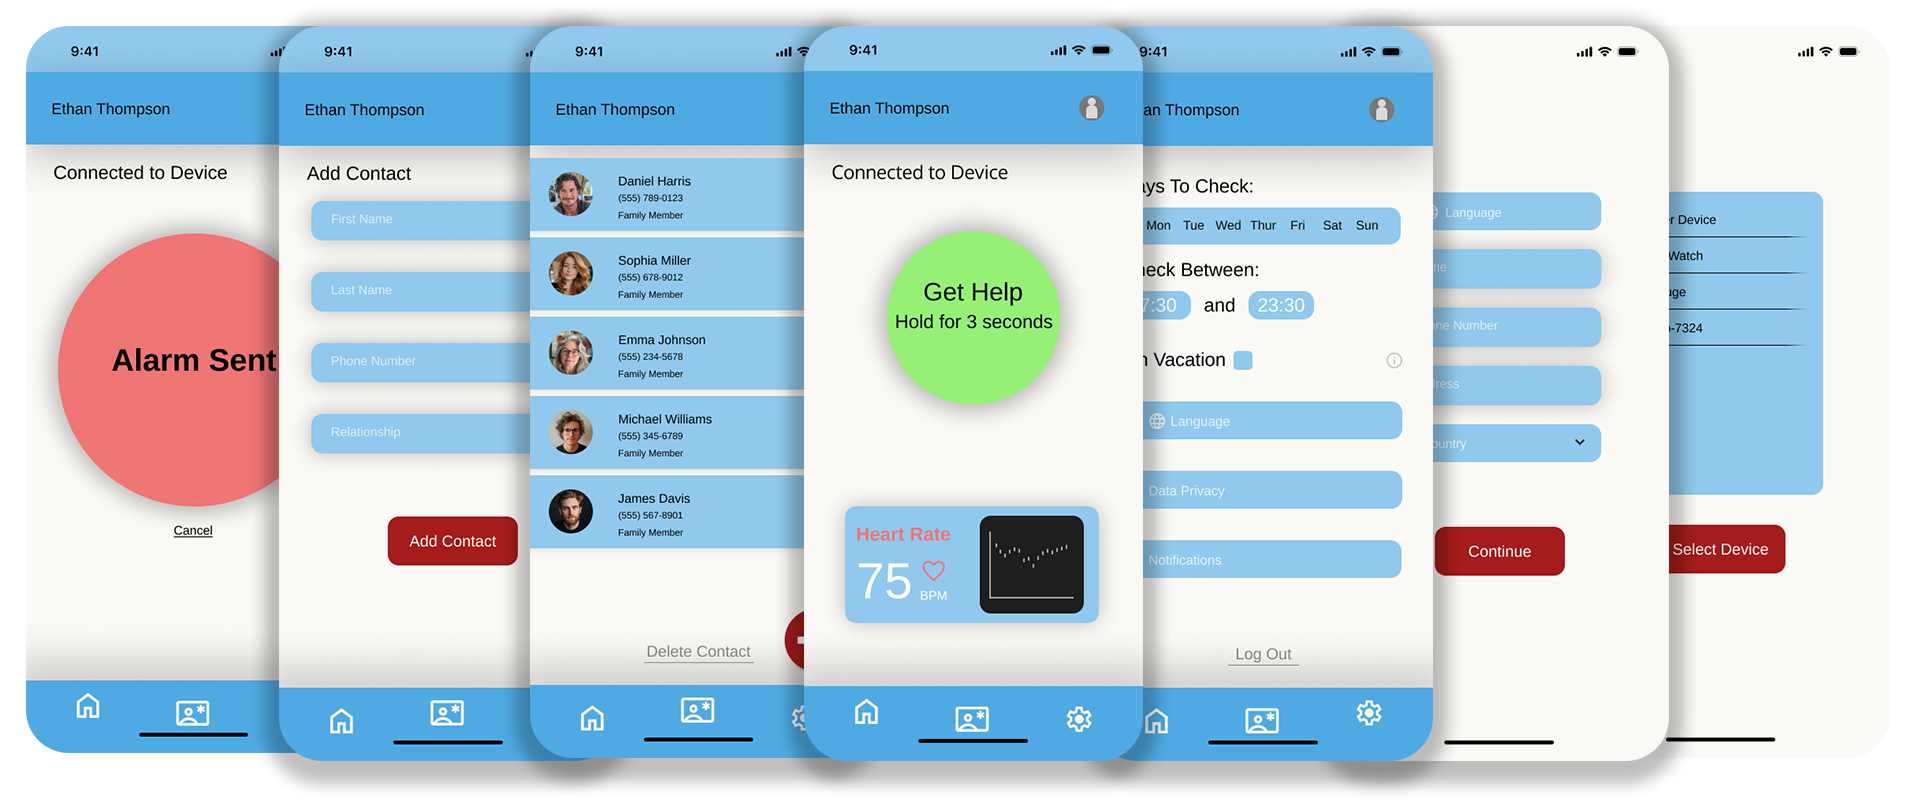 9:41
Ethan Thompson
Connected to Device
Alarm Sent
Cancel
9:41
Ethan Thompson
Add Contact
First Name
Last Name
Phone Number
Relationship
Add Contact
9:41
Ethan Thompson
Daniel Harris
(555) 789-0123
Family Member
Sophia Miller
(555) 678-9012
Family Member
Emma Johnson
(555) 234-5678
Family Member
Michael Williams
(555) 345-6789
Family Member
James Davis
(555) 567-8901
Family Member
Delete Contact
9:41
Ethan Thompson
Connected to Device
Get Help
Hold for 3 seconds
Heart Rate
75
BPM
9:41
an Thompson
ays To Check:
Mon Tue Wed Thur Fri Sat Sun
heck Between:
7:30 and 23:30
Vacation
Language
Data Privacy
Notifications
Log Out
Language
me
one Number
ress
ountry
Continue
r Device
Watch
uge
-7324
Select Device